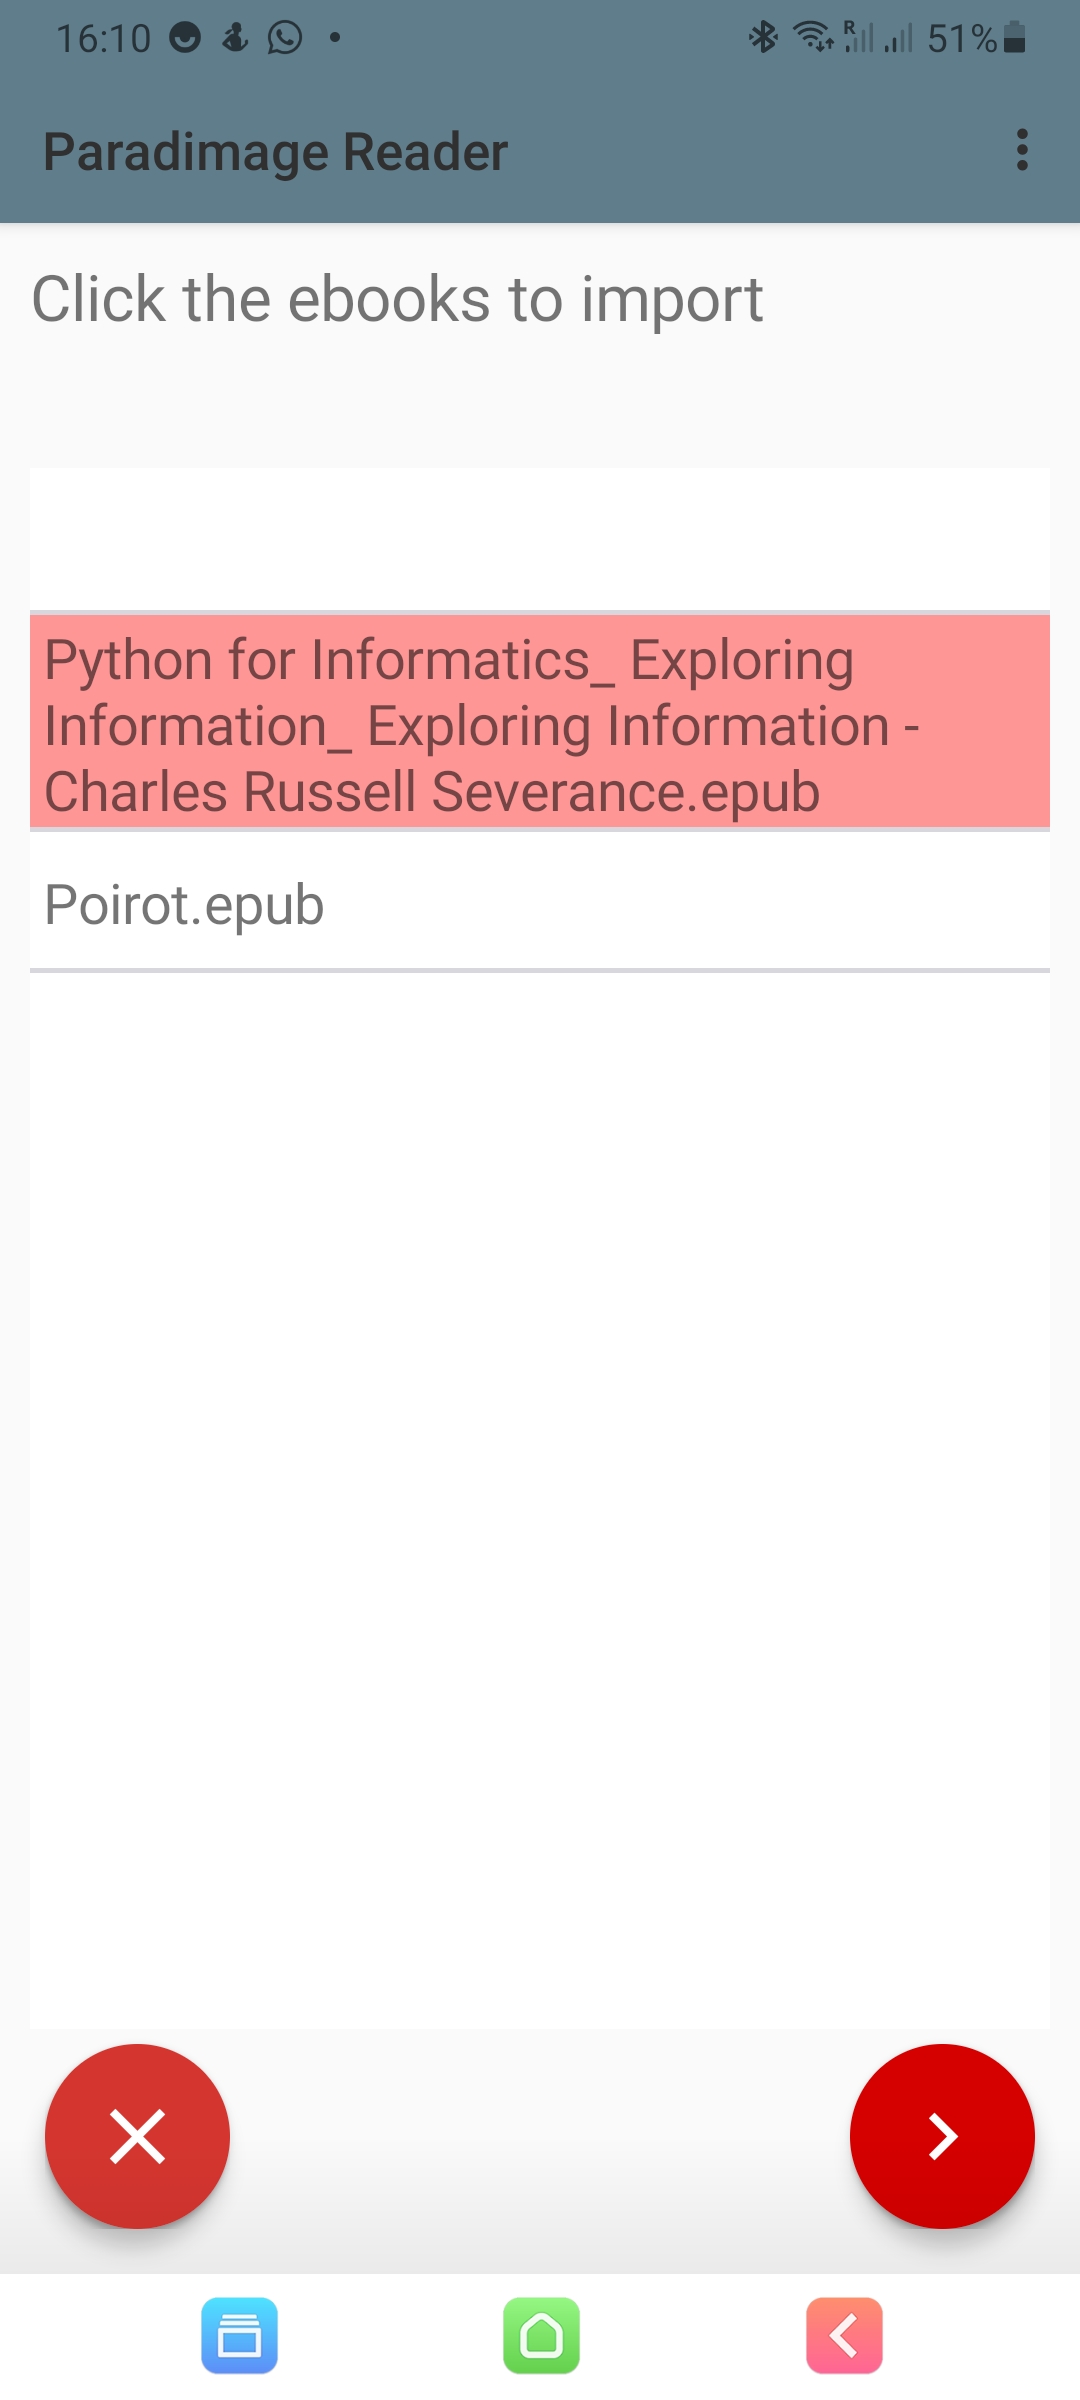 16:10
R 51%
Paradimage Reader
Click the ebooks to import
Python for Informatics_ Exploring
Information_ Exploring Information -
Charles Russell Severance.epub
Poirot.epub